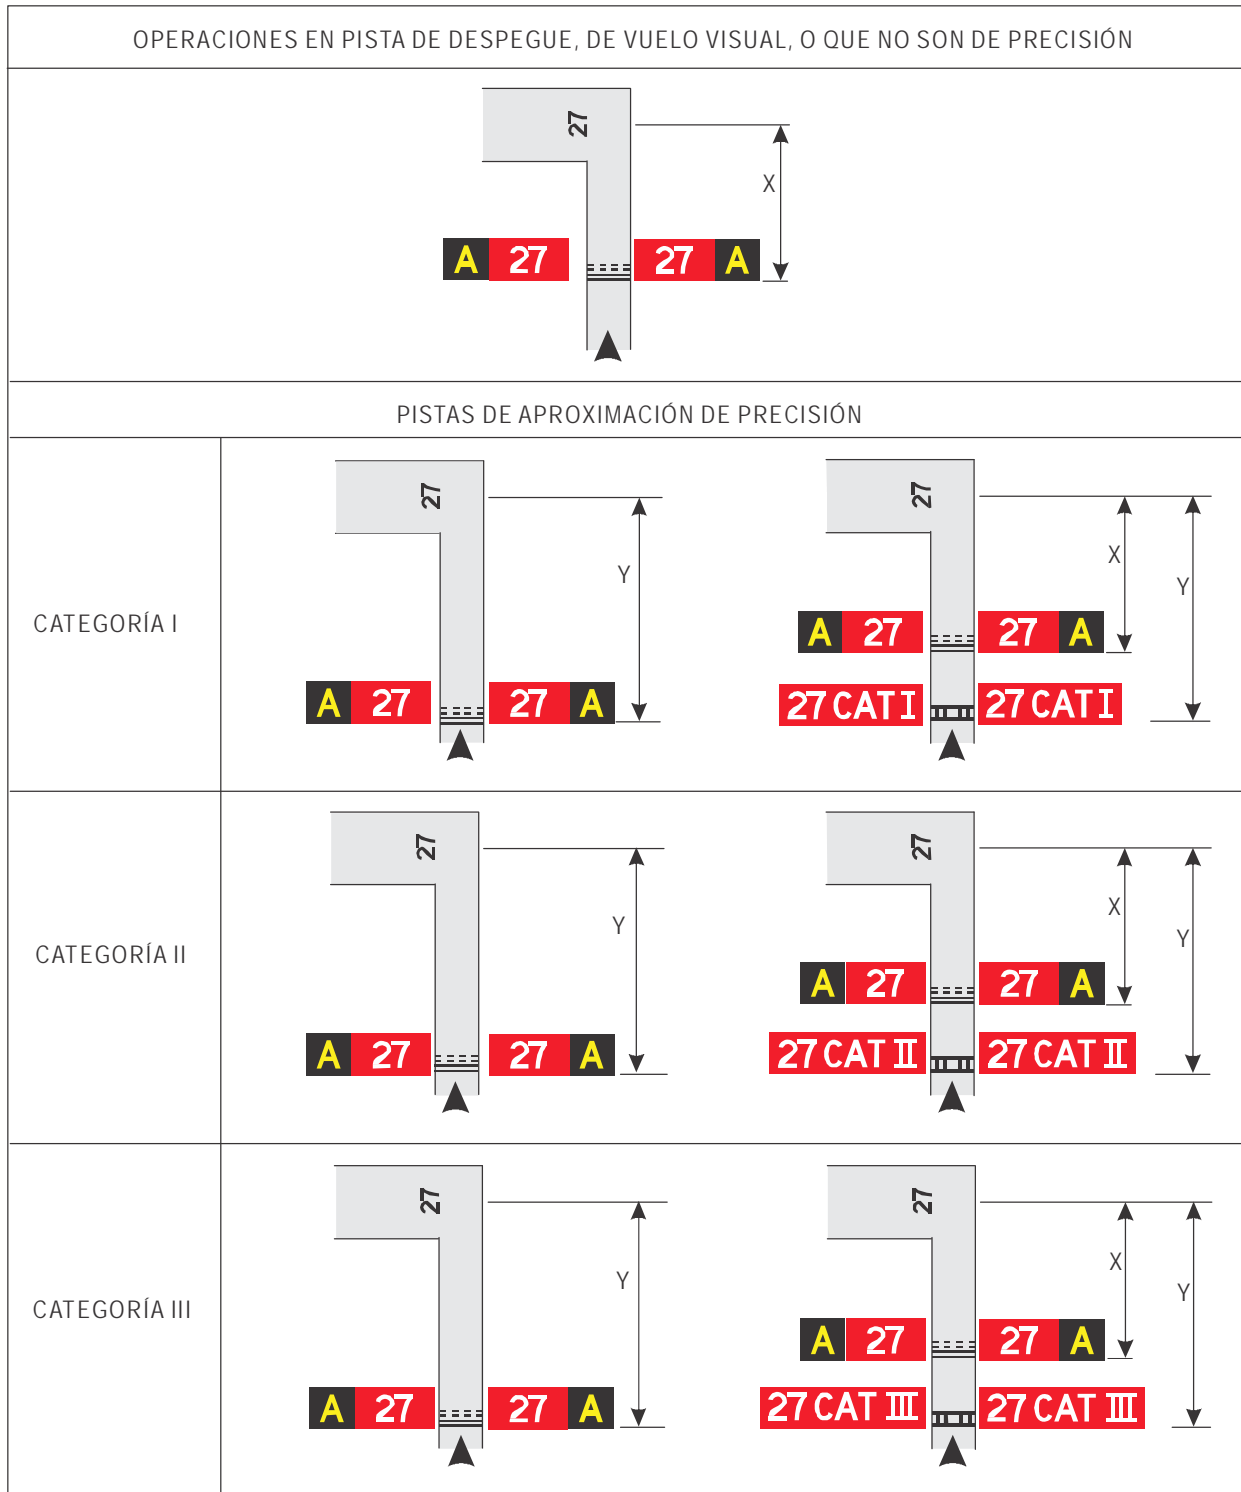 OPERACIONES EN PISTA DE DESPEGUE, DE VUELO VISUAL, O QUE NO SON DE PRECISIÓN
27
X
A 27 27 A
PISTAS DE APROXIMACIÓN DE PRECISIÓN
CATEGORÍA I
27
Y
A 27 27 A
27
X
Y
A 27 27 A
27 CAT I 27 CAT I
CATEGORÍA II
27
Y
A 27 27 A
27
X
Y
A 27 27 A
27 CAT II 27 CAT II
CATEGORÍA III
27
Y
A 27 27 A
27
X
Y
A 27 27 A
27 CAT III 27 CAT III